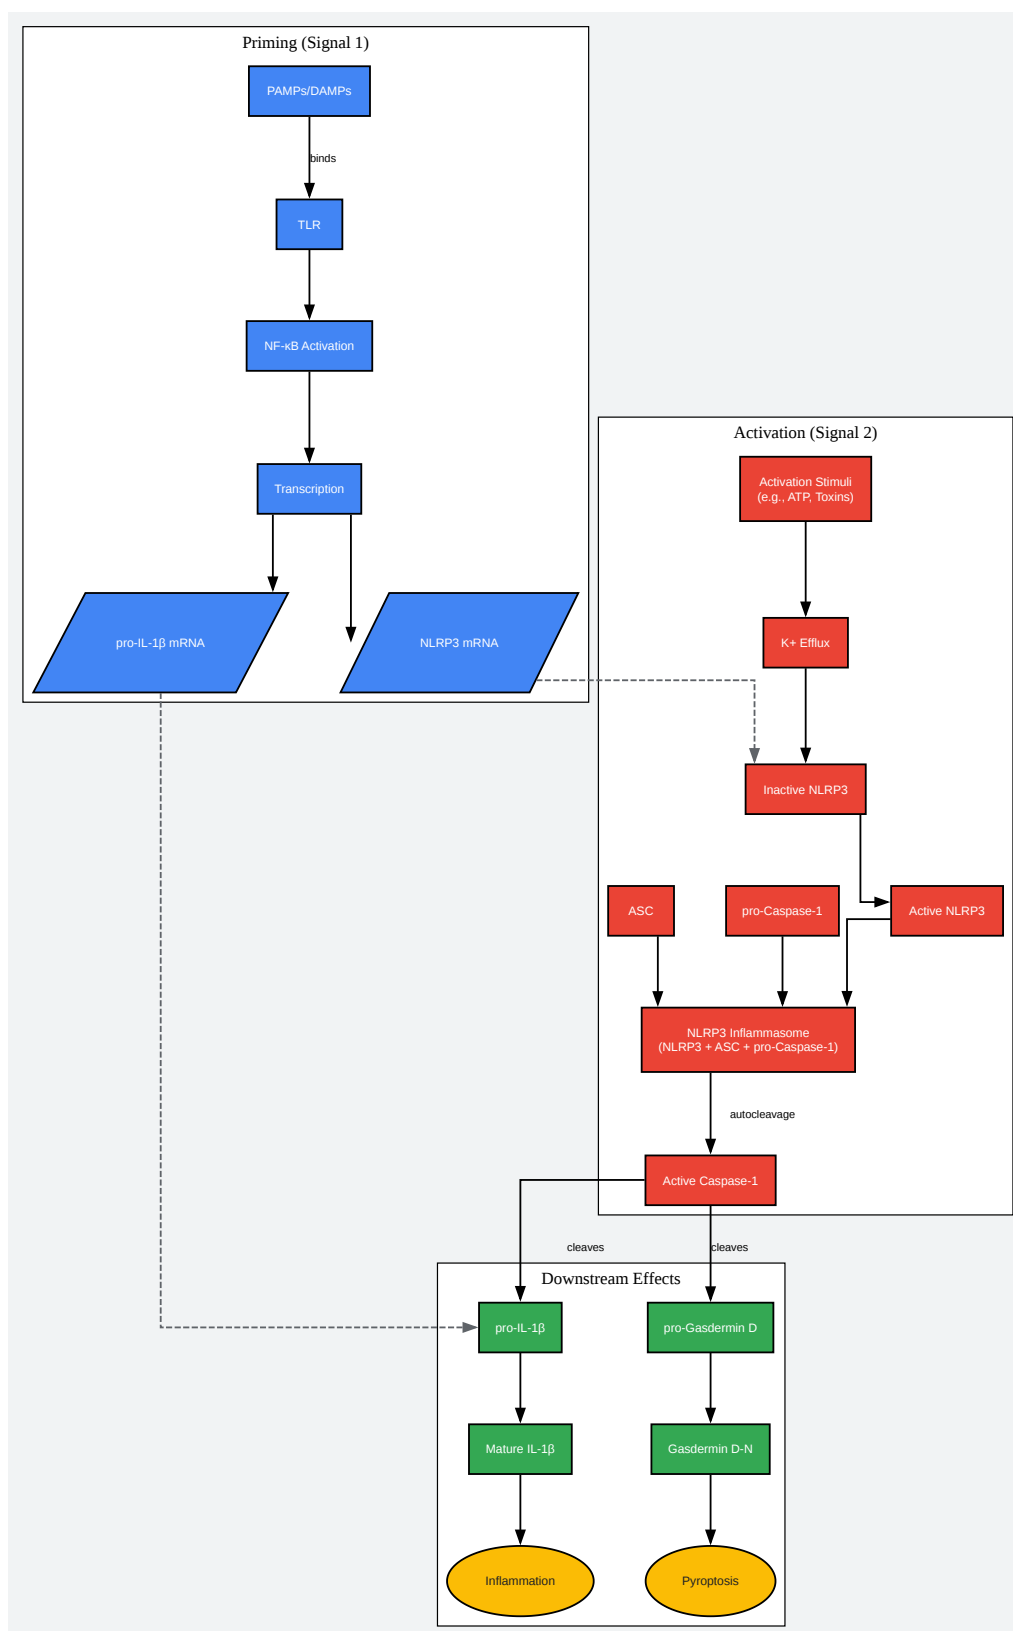 Priming (Signal 1)
PAMPs/DAMPs
binds
TLR
NF-κB Activation
Transcription
pro-IL-1β mRNA
NLRP3 mRNA
Activation (Signal 2)
Activation Stimuli
(e.g., ATP, Toxins)
K+ Efflux
Inactive NLRP3
ASC
pro-Caspase-1
Active NLRP3
NLRP3 Inflammasome
(NLRP3 + ASC + pro-Caspase-1)
autocleavage
Active Caspase-1
cleaves
cleaves
Downstream Effects
pro-IL-1β
pro-Gasdermin D
Mature IL-1β
Gasdermin D-N
Inflammation
Pyroptosis